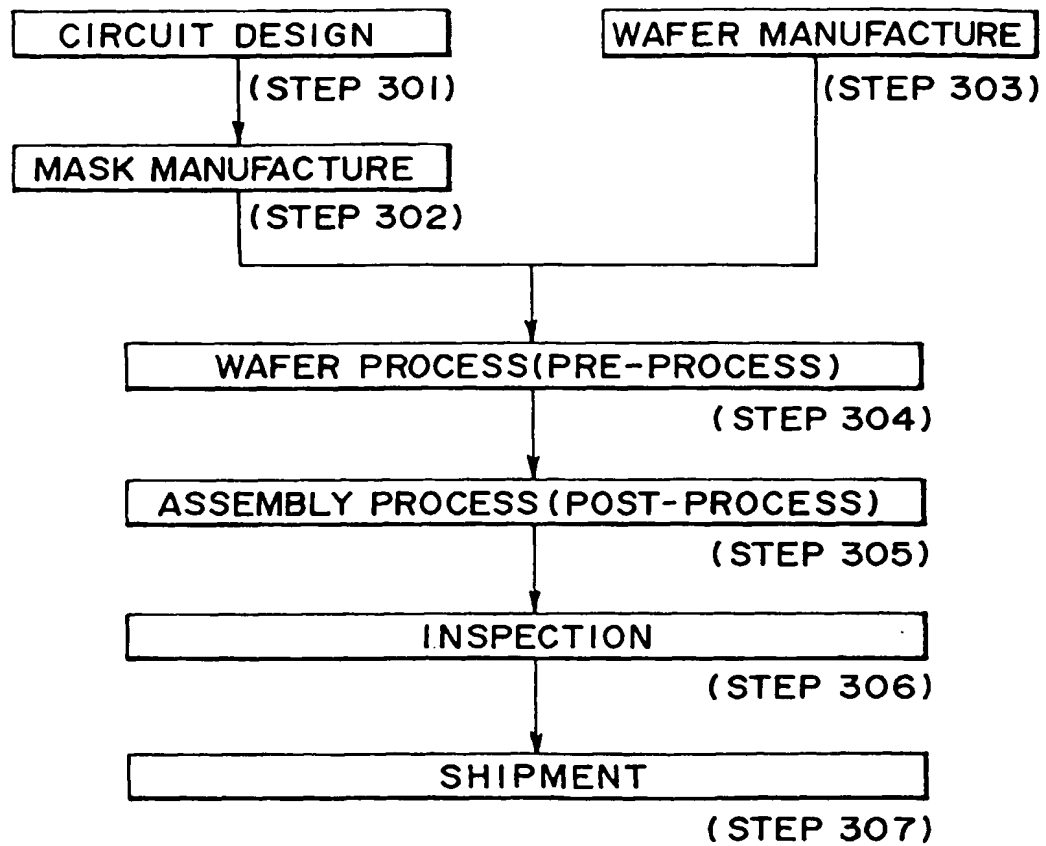 CIRCUIT DESIGN
(STEP 301)
MASK MANUFACTURE
(STEP 302)
WAFER MANUFACTURE
(STEP 303)
WAFER PROCESS(PRE-PROCESS)
(STEP 304)
ASSEMBLY PROCESS(POST-PROCESS)
(STEP 305)
INSPECTION
(STEP 306)
SHIPMENT
(STEP 307)